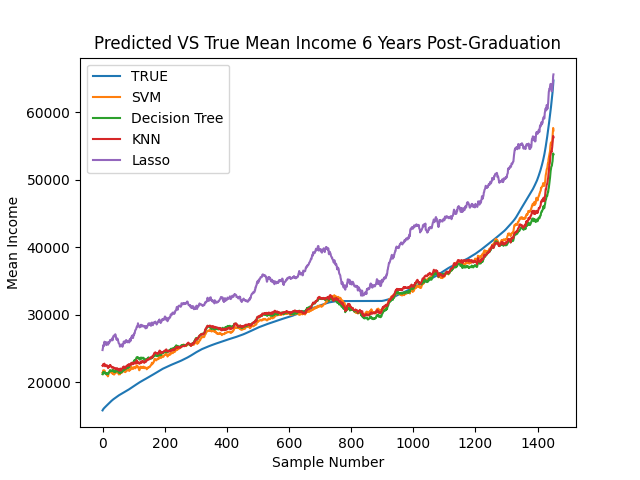 Predicted VS True Mean Income 6 Years Post-Graduation
TRUE
SVM
Decision Tree
KNN
Lasso
Mean Income
60000
50000
40000
30000
20000
0 200 400 600 800 1000 1200 1400
Sample Number